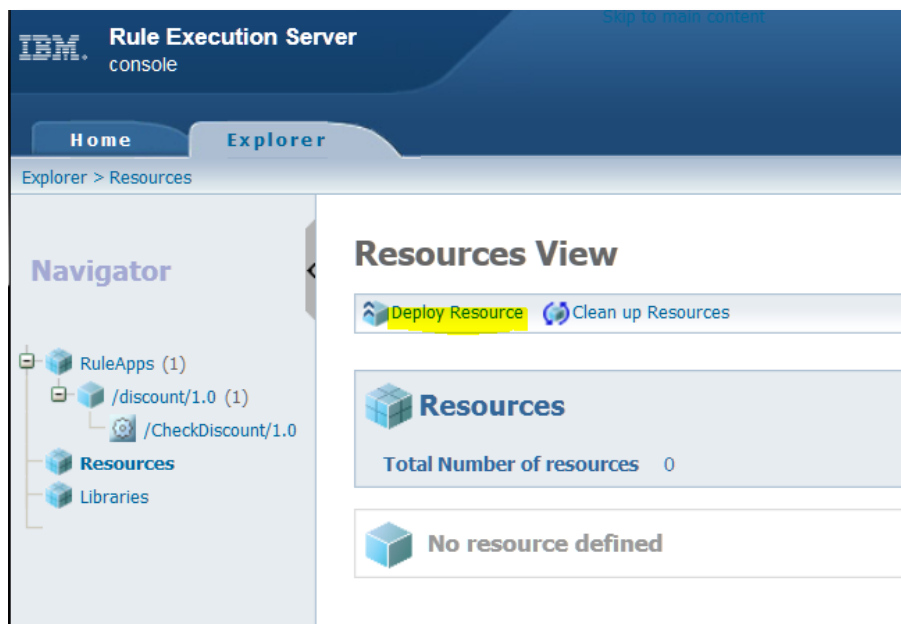 Skip to main content
IBM. Rule Execution Server
console
Home Explorer
Explorer > Resources
Navigator
RuleApps (1)
/discount/1.0 (1)
/CheckDiscount/1.0
Resources
Libraries
Resources View
Deploy Resource Clean up Resources
Resources
Total Number of resources 0
No resource defined